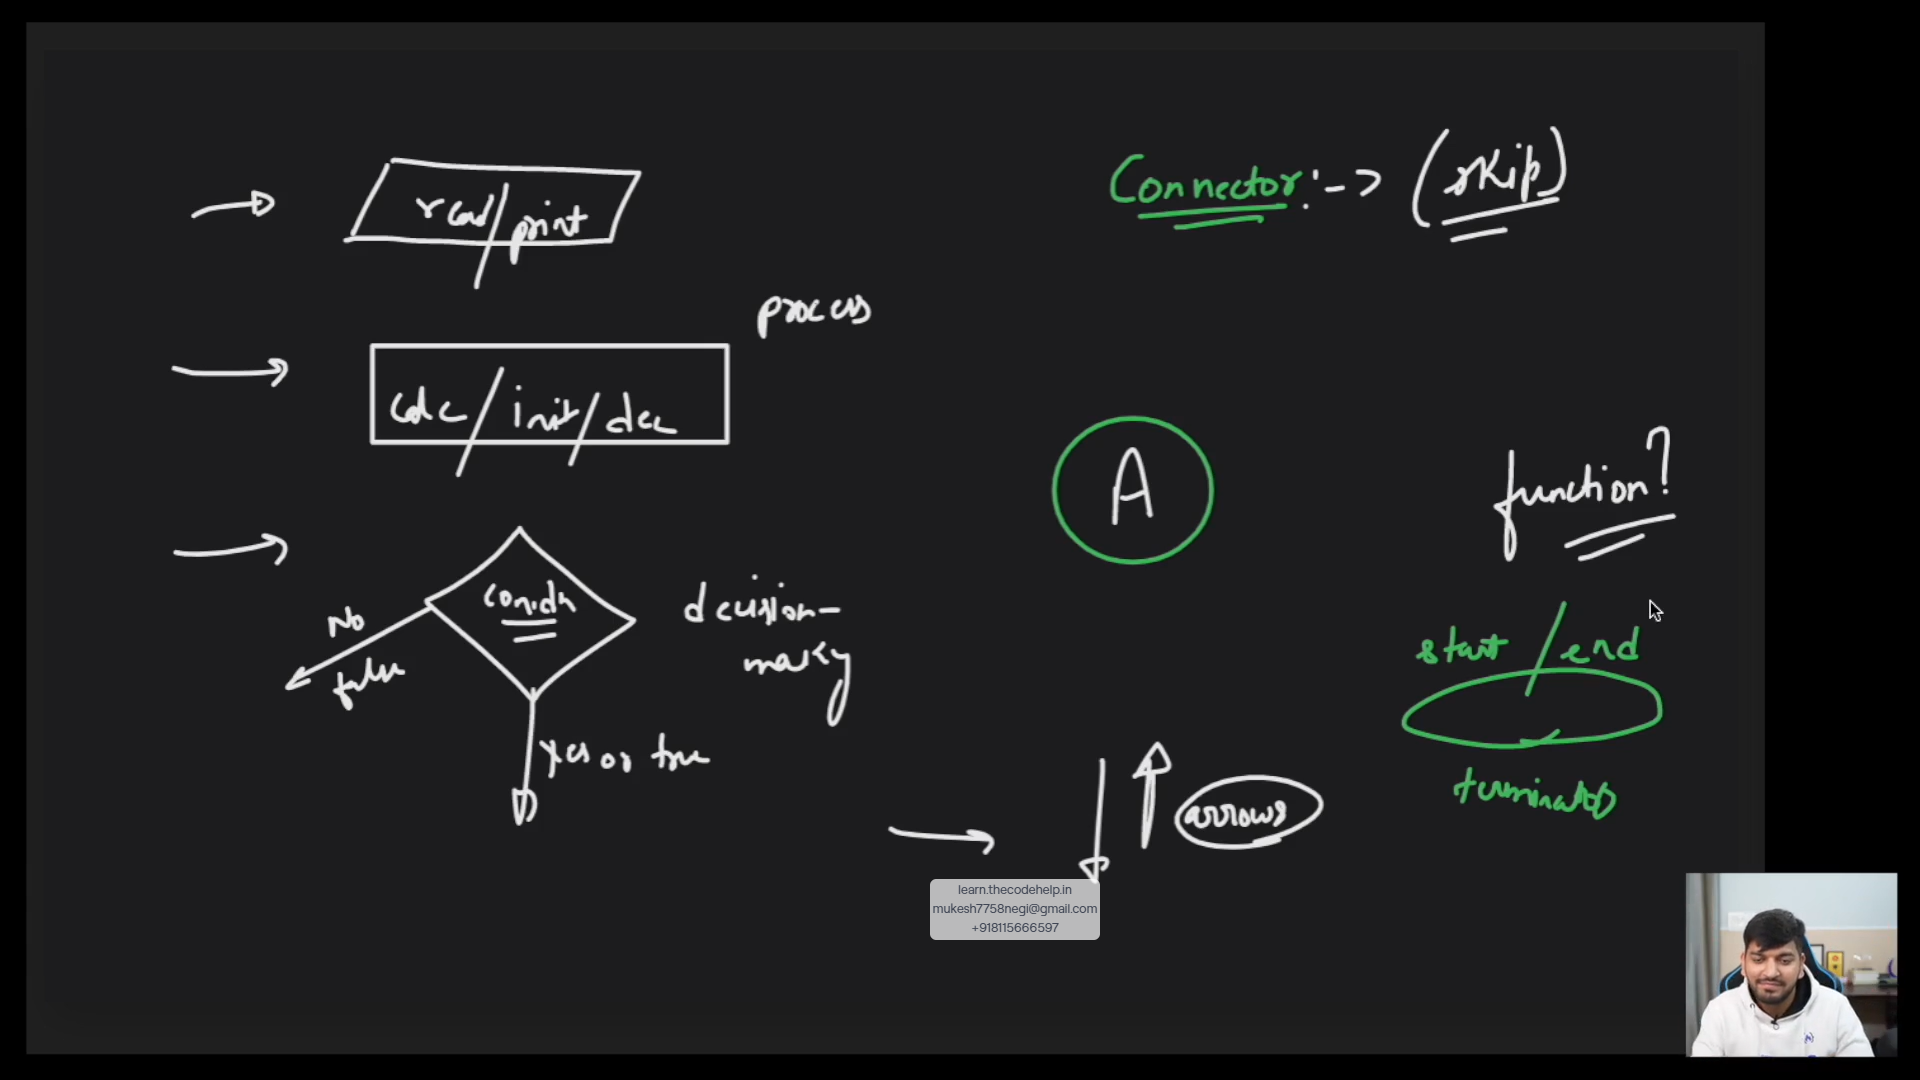 Connector :-> (skip)
read/print
process
calc/init/dec
A
function?
condn
No
false
decision-
making
start/end
yes or true
terminator
arrows
learn.thecodehelp.in
mukesh7758negi@gmail.com
+918115666597